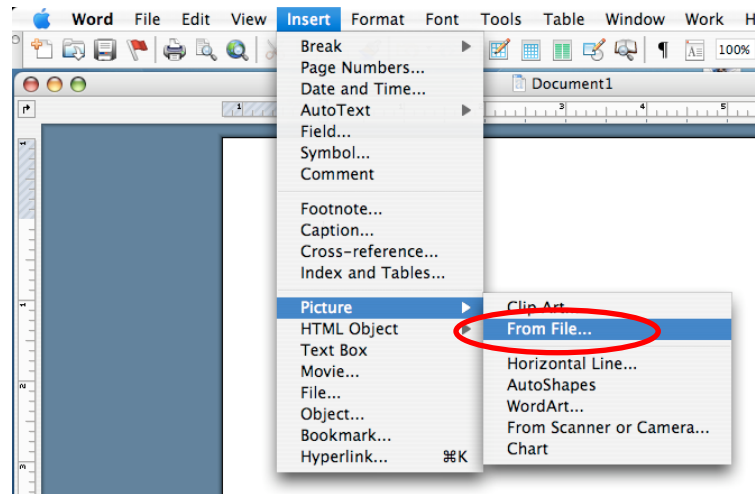 Word File Edit View Insert Format Font Tools Table Window Work
100%
Document1
Break
Page Numbers...
Date and Time...
AutoText
Field...
Symbol...
Comment
Footnote...
Caption...
Cross-reference...
Index and Tables...
Picture
HTML Object
Text Box
Movie...
File...
Object...
Bookmark...
Hyperlink... ⌘K
Clip Art...
From File...
Horizontal Line...
AutoShapes
WordArt...
From Scanner or Camera...
Chart